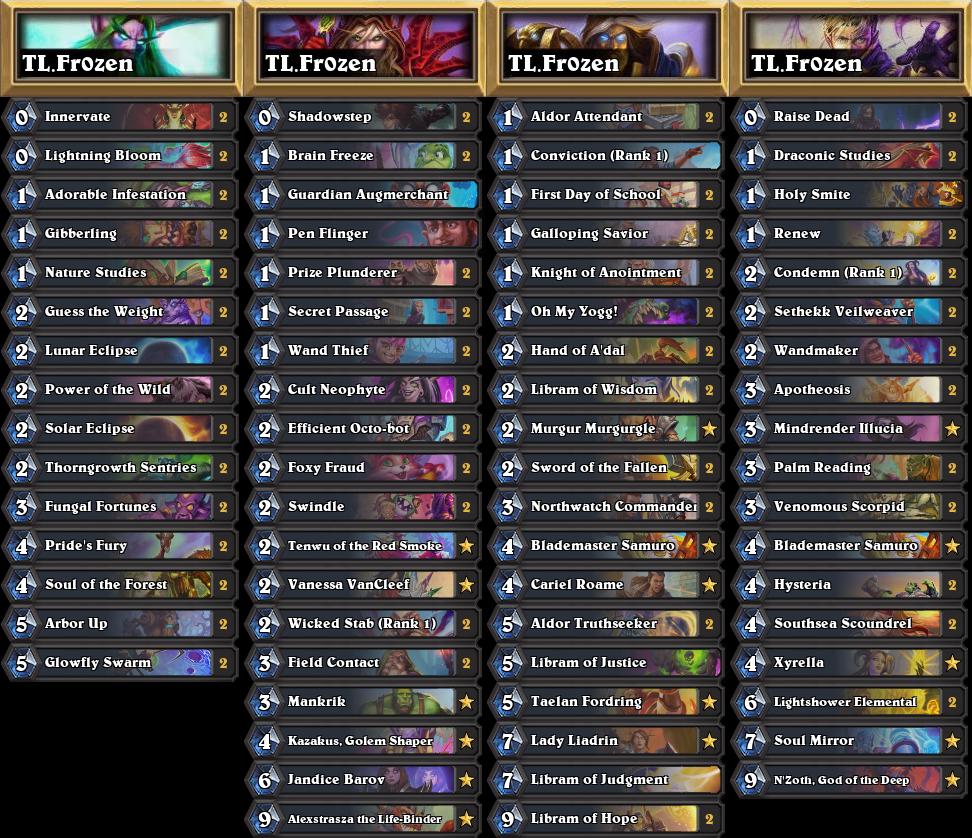 TL.Fr0zen
0 Innervate 2
0 Lightning Bloom 2
1 Adorable Infestation 2
1 Gibberling 2
1 Nature Studies 2
2 Guess the Weight 2
2 Lunar Eclipse 2
2 Power of the Wild 2
2 Solar Eclipse 2
2 Thorngrowth Sentries 2
3 Fungal Fortunes 2
4 Pride's Fury 2
4 Soul of the Forest 2
5 Arbor Up 2
5 Glowfly Swarm 2
TL.Fr0zen
0 Shadowstep 2
1 Brain Freeze 2
1 Guardian Augmerchant
1 Pen Flinger
1 Prize Plunderer 2
1 Secret Passage 2
1 Wand Thief 2
2 Cult Neophyte 2
2 Efficient Octo-bot 2
2 Foxy Fraud 2
2 Swindle 2
2 Tenwu of the Red Smoke
2 Vanessa VanCleef
2 Wicked Stab (Rank 1) 2
3 Field Contact 2
3 Mankrik
4 Kazakus, Golem Shaper
6 Jandice Barov
9 Alexstrasza the Life-Binder
TL.Fr0zen
1 Aldor Attendant 2
1 Conviction (Rank 1)
1 First Day of School 2
1 Galloping Savior 2
1 Knight of Anointment 2
1 Oh My Yogg! 2
2 Hand of A'dal 2
2 Libram of Wisdom 2
2 Murgur Murgurgle
2 Sword of the Fallen 2
3 Northwatch Commander 2
4 Blademaster Samuro
4 Cariel Roame
5 Aldor Truthseeker 2
5 Libram of Justice
5 Taelan Fordring
7 Lady Liadrin
7 Libram of Judgment
9 Libram of Hope 2
TL.Fr0zen
0 Raise Dead 2
1 Draconic Studies 2
1 Holy Smite
1 Renew 2
2 Condemn (Rank 1) 2
2 Sethekk Veilweaver 2
2 Wandmaker 2
3 Apotheosis 2
3 Mindrender Illucia
3 Palm Reading 2
3 Venomous Scorpid 2
4 Blademaster Samuro
4 Hysteria 2
4 Southsea Scoundrel 2
4 Xyrella
6 Lightshower Elemental 2
7 Soul Mirror
9 N'Zoth, God of the Deep